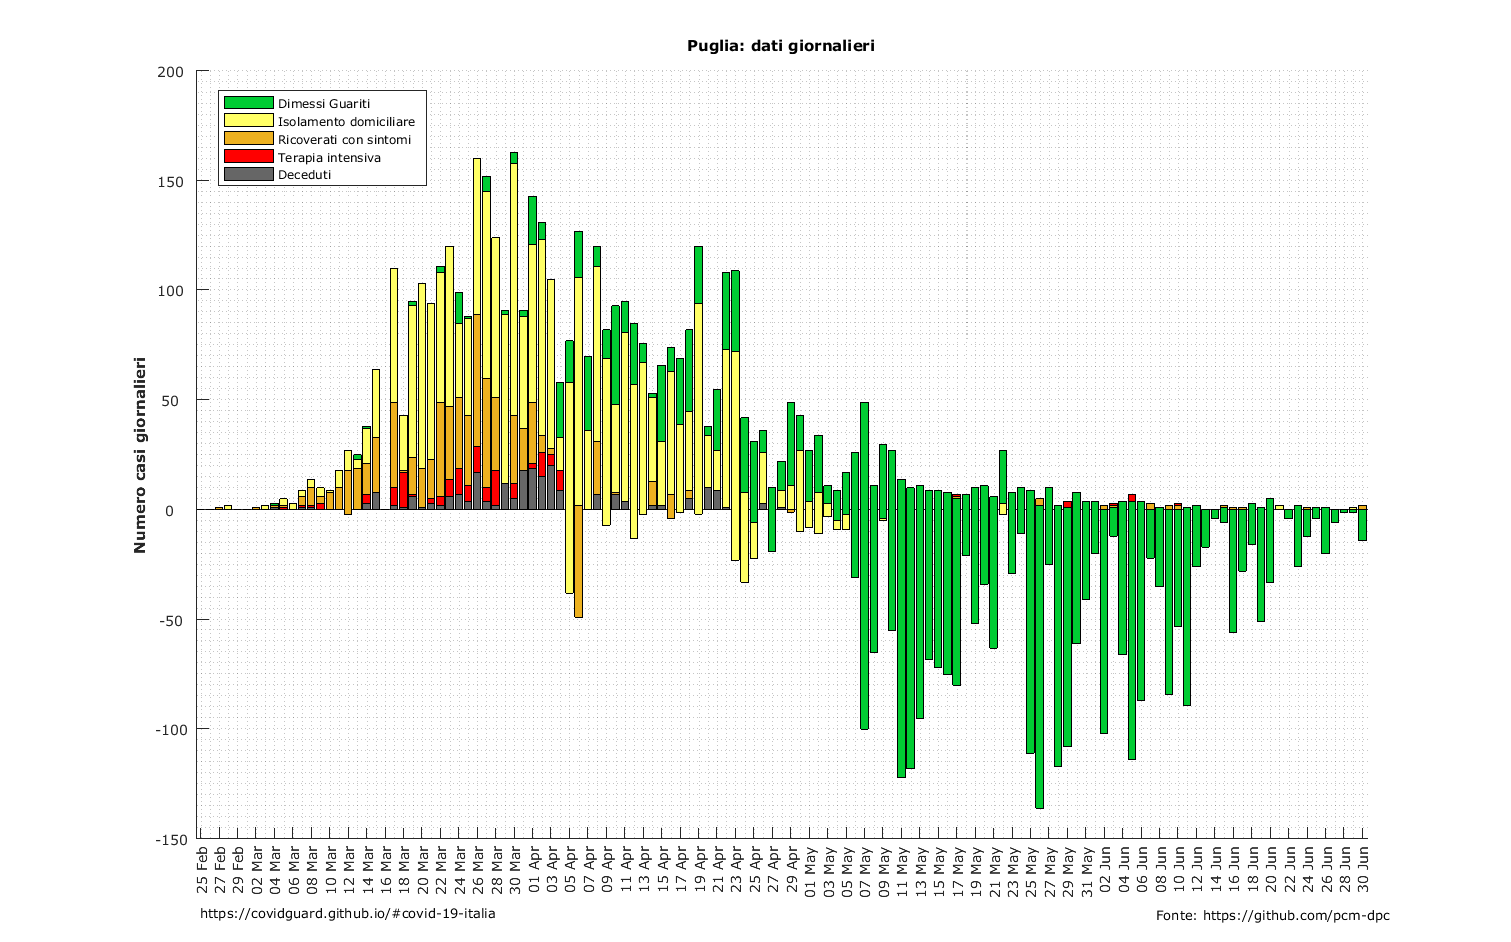 Puglia: dati giornalieri
200
150
100
50
0
-50
-100
-150
Numero casi giornalieri
Dimessi Guariti
Isolamento domiciliare
Ricoverati con sintomi
Terapia intensiva
Deceduti
25 Feb
27 Feb
29 Feb
02 Mar
04 Mar
06 Mar
08 Mar
10 Mar
12 Mar
14 Mar
16 Mar
18 Mar
20 Mar
22 Mar
24 Mar
26 Mar
28 Mar
30 Mar
01 Apr
03 Apr
05 Apr
07 Apr
09 Apr
11 Apr
13 Apr
15 Apr
17 Apr
19 Apr
21 Apr
23 Apr
25 Apr
27 Apr
29 Apr
01 May
03 May
05 May
07 May
09 May
11 May
13 May
15 May
17 May
19 May
21 May
23 May
25 May
27 May
29 May
31 May
02 Jun
04 Jun
06 Jun
08 Jun
10 Jun
12 Jun
14 Jun
16 Jun
18 Jun
20 Jun
22 Jun
24 Jun
26 Jun
28 Jun
30 Jun
https://covidguard.github.io/#covid-19-italia
Fonte: https://github.com/pcm-dpc